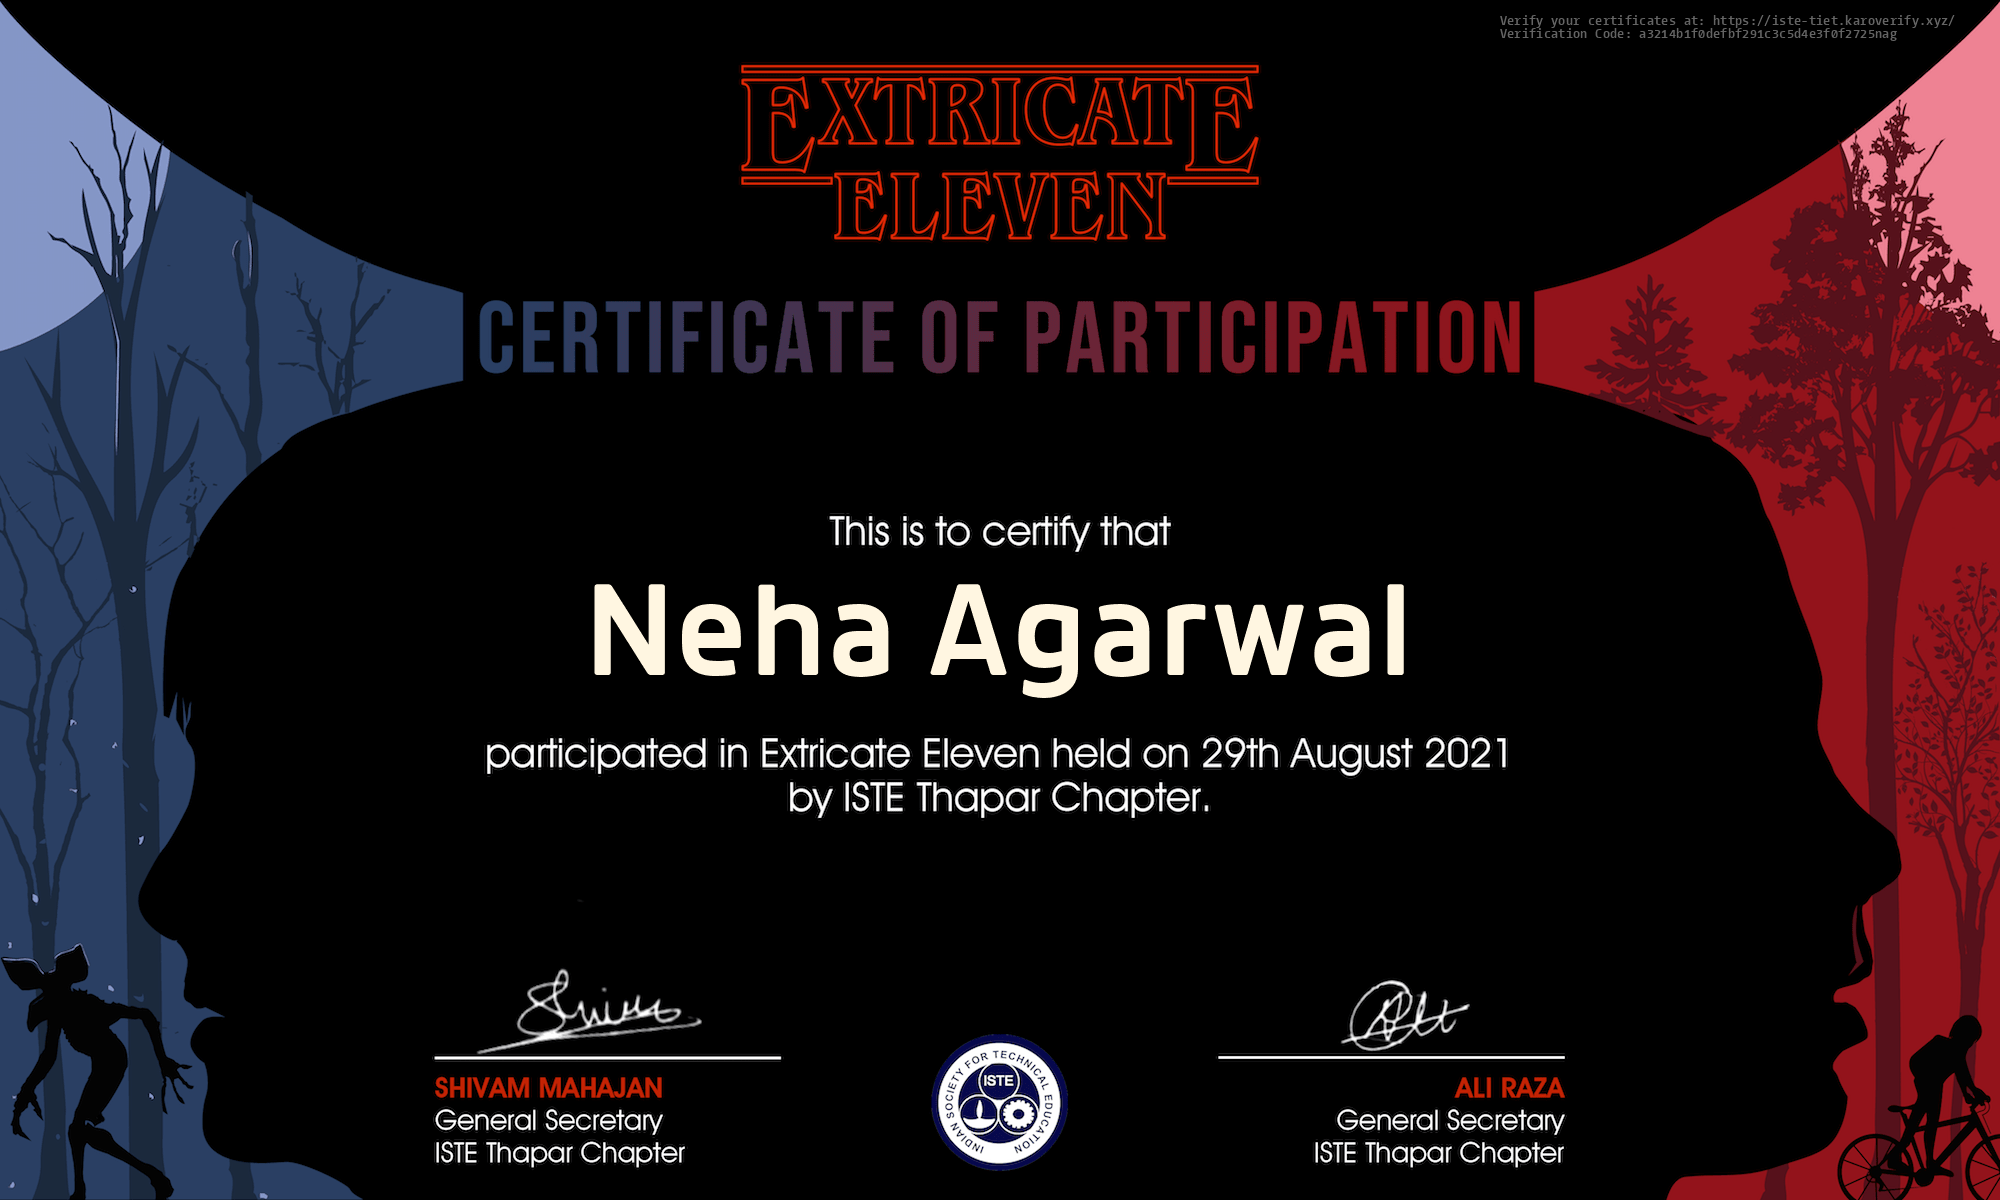 Verify your certificates at: https://iste-tiet.karoverify.xyz/
Verification Code: a3214b1f0defbf291c3c5d4e3f0f2725nag
EXTRICATE
ELEVEN
CERTIFICATE OF PARTICIPATION
This is to certify that
Neha Agarwal
participated in Extricate Eleven held on 29th August 2021
by ISTE Thapar Chapter.
SHIVAM MAHAJAN
General Secretary
ISTE Thapar Chapter
INDIAN SOCIETY FOR TECHNICAL EDUCATION
ISTE
ALI RAZA
General Secretary
ISTE Thapar Chapter